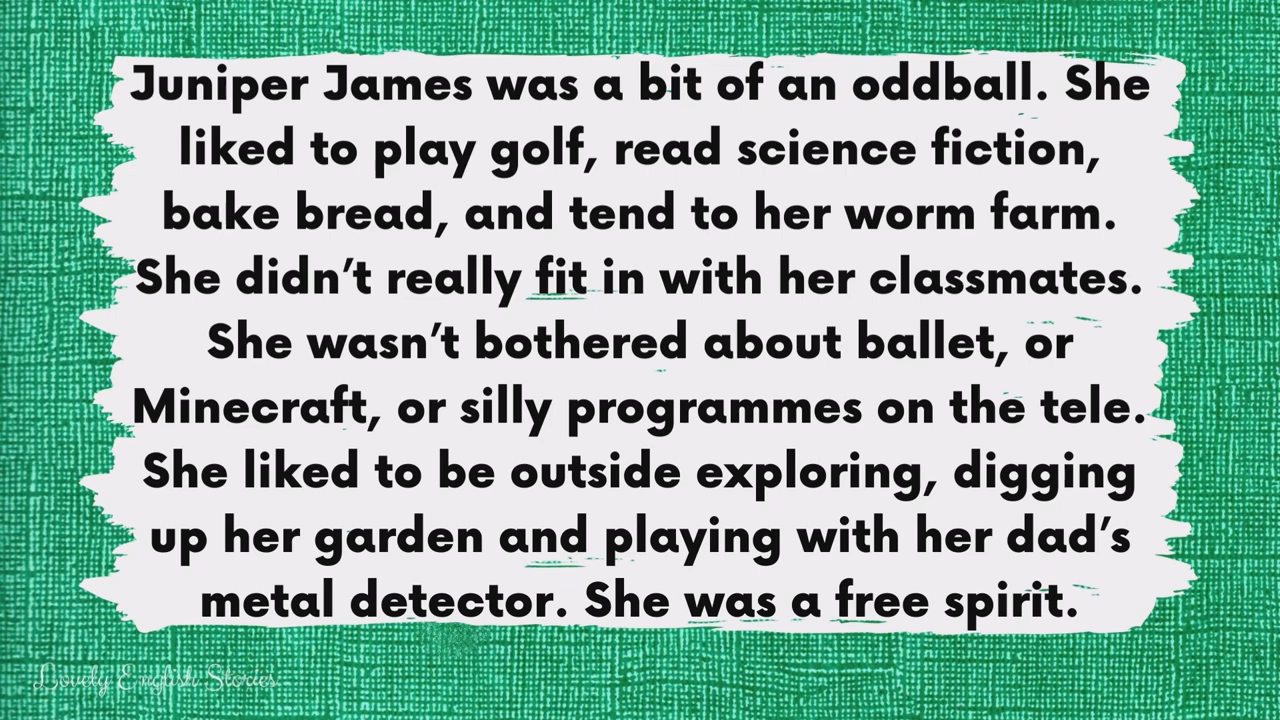 Juniper James was a bit of an oddball. She
liked to play golf, read science fiction,
bake bread, and tend to her worm farm.
She didn’t really fit in with her classmates.
She wasn’t bothered about ballet, or
Minecraft, or silly programmes on the tele.
She liked to be outside exploring, digging
up her garden and playing with her dad’s
metal detector. She was a free spirit.
Lovely English Stories